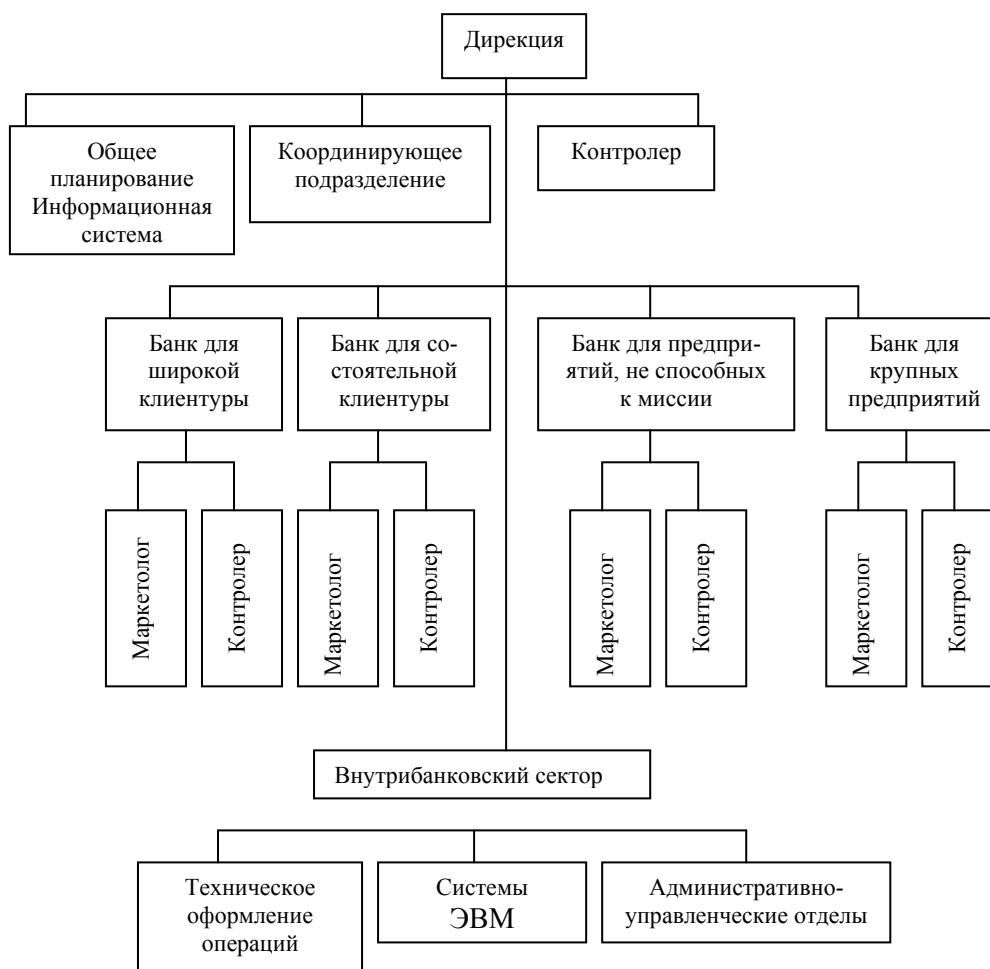 Дирекция
Общее
планирование
Информационная
система
Координирующее
подразделение
Контролер
Банк для
широкой
клиентуры
Банк для со-
стоятельной
клиентуры
Банк для предпри-
ятий, не способных
к миссии
Банк для
крупных
предприятий
Маркетолог
Контролер
Маркетолог
Контролер
Маркетолог
Контролер
Маркетолог
Контролер
Внутрибанковский сектор
Техническое
оформление
операций
Системы
ЭВМ
Административно-
управленческие отделы